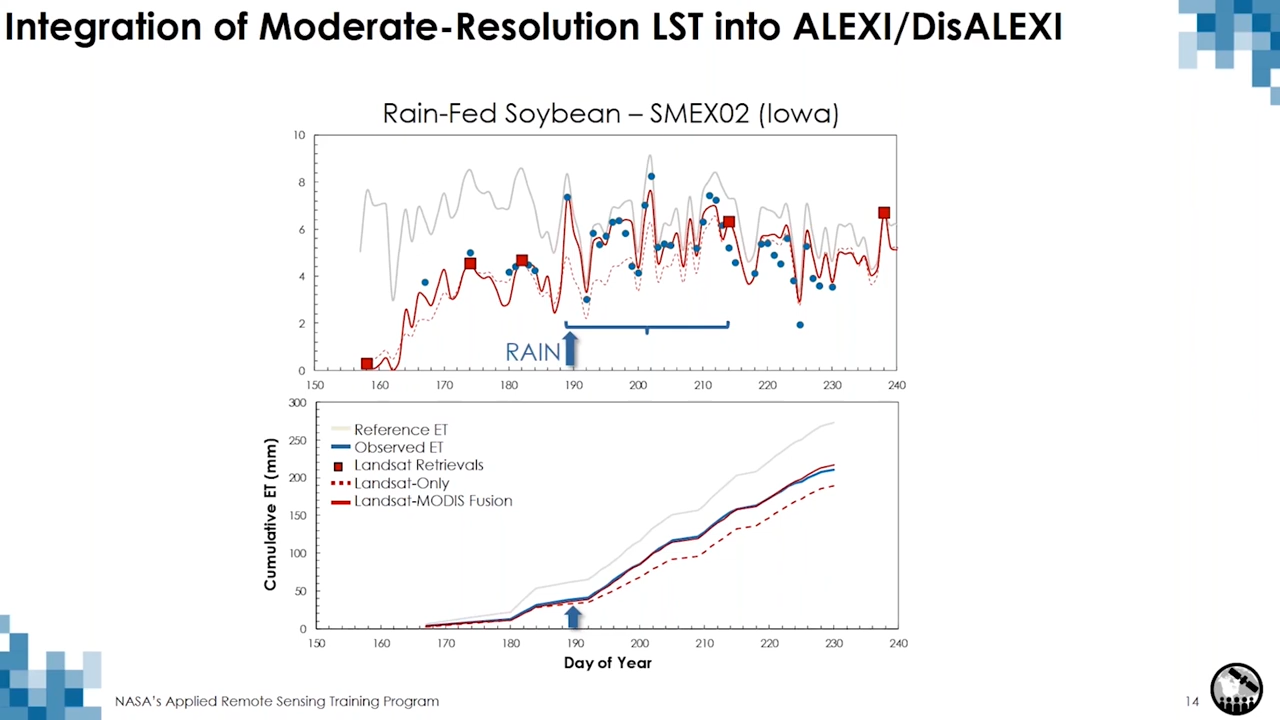 Integration of Moderate-Resolution LST into ALEXI/DisALEXI
Rain-Fed Soybean – SMEX02 (Iowa)
10
8
6
4
2
0
RAIN
150 160 170 180 190 200 210 220 230 240
300
250
200
150
100
50
0
Cumulative ET (mm)
Reference ET
Observed ET
Landsat Retrievals
Landsat-Only
Landsat-MODIS Fusion
150 160 170 180 190 200 210 220 230 240
Day of Year
NASA's Applied Remote Sensing Training Program
14